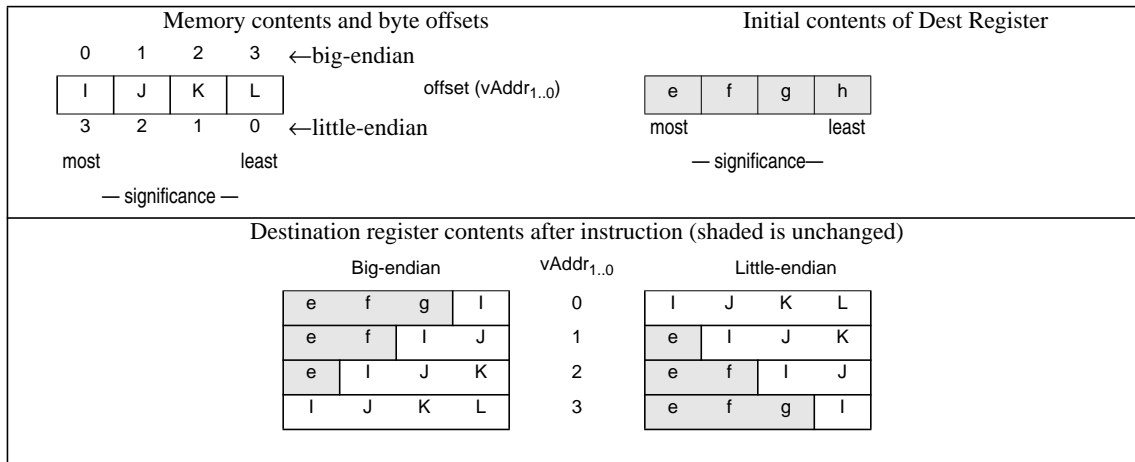 Memory contents and byte offsets
Initial contents of Dest Register
0 1 2 3 ←big-endian
I J K L
offset (vAddr1..0)
e f g h
3 2 1 0 ←little-endian
most least
most least
— significance —
— significance—
Destination register contents after instruction (shaded is unchanged)
Big-endian vAddr1..0 Little-endian
e f g I 0 I J K L
e f I J 1 e I J K
e I J K 2 e f I J
I J K L 3 e f g I